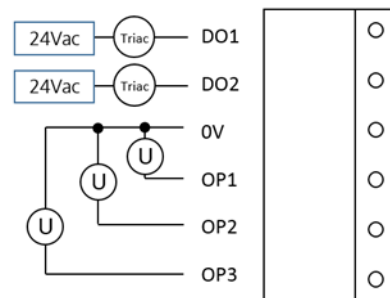 24Vac Triac DO1
24Vac Triac DO2
0V
U OP1
U OP2
U OP3